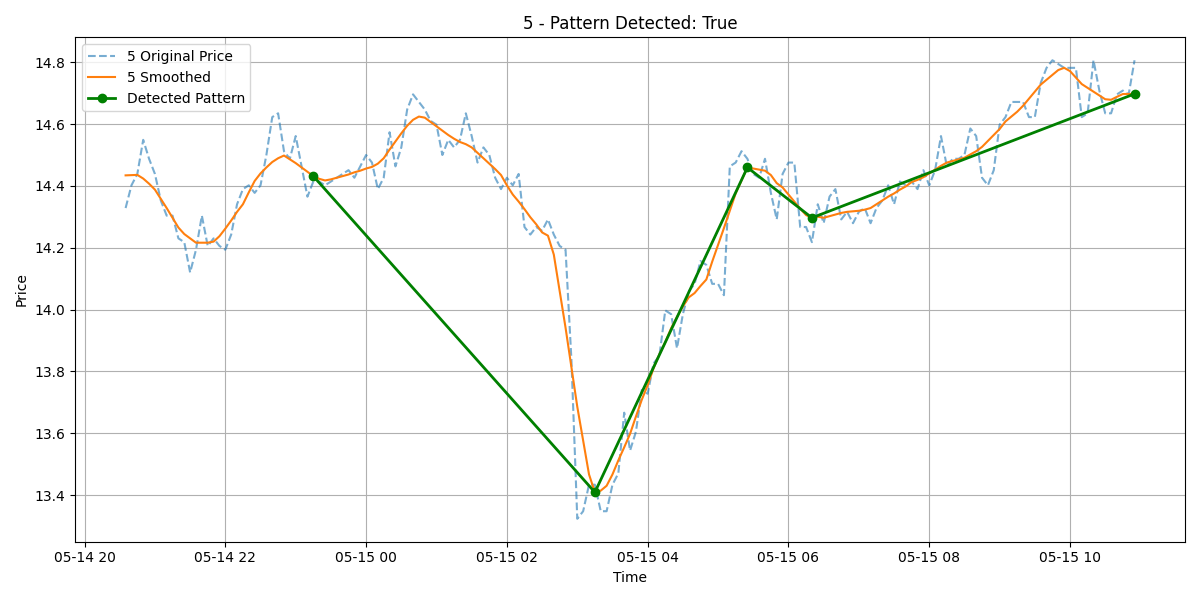 5 - Pattern Detected: True
5 Original Price
5 Smoothed
Detected Pattern
14.8
14.6
14.4
14.2
14.0
13.8
13.6
13.4
Price
05-14 20
05-14 22
05-15 00
05-15 02
05-15 04
05-15 06
05-15 08
05-15 10
Time